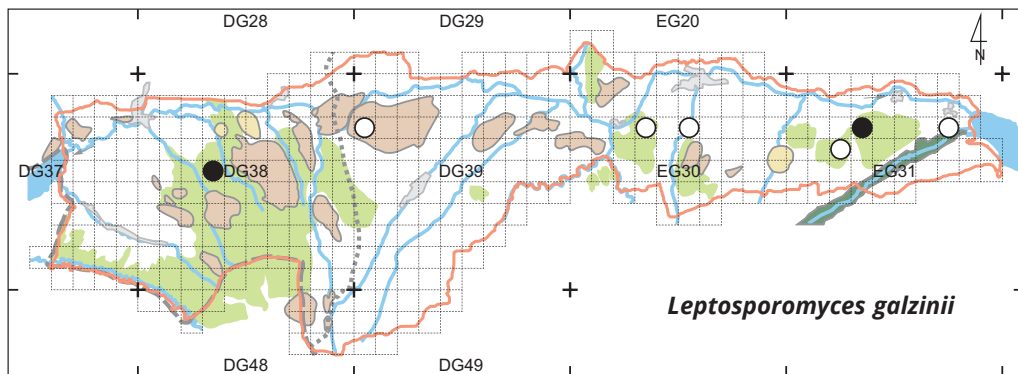 DG28 DG29 EG20
N
DG37 DG38 DG39 EG30 EG31
Leptosporomyces galzinii
DG48 DG49